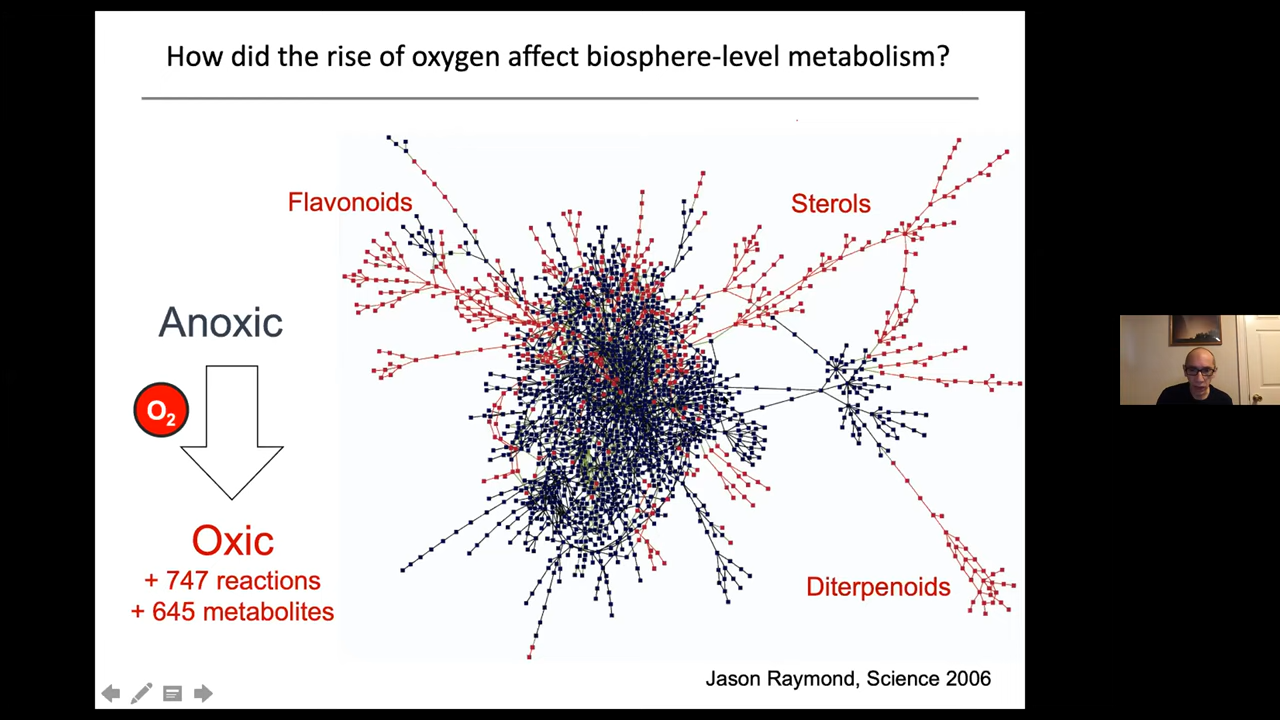 How did the rise of oxygen affect biosphere-level metabolism?
Flavonoids
Sterols
Anoxic
O2
Oxic
+ 747 reactions
+ 645 metabolites
Diterpenoids
Jason Raymond, Science 2006